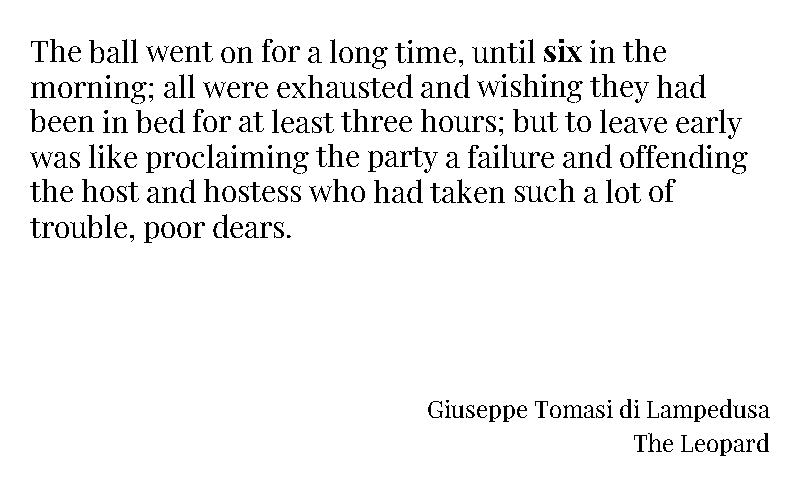 The ball went on for a long time, until six in the
morning; all were exhausted and wishing they had
been in bed for at least three hours; but to leave early
was like proclaiming the party a failure and offending
the host and hostess who had taken such a lot of
trouble, poor dears.
Giuseppe Tomasi di Lampedusa
The Leopard